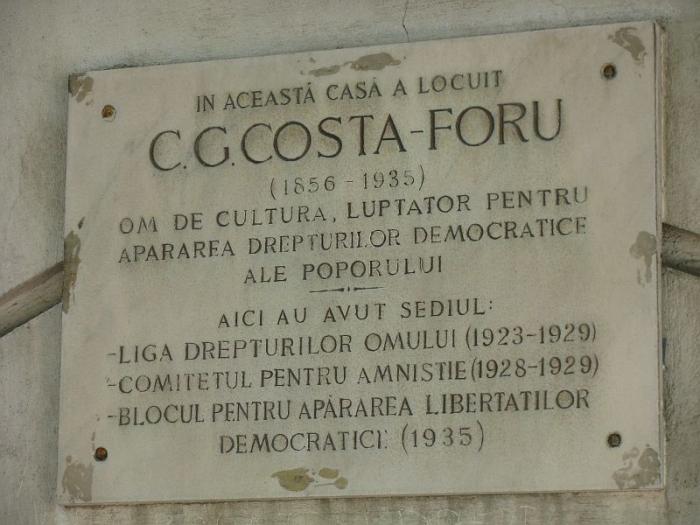 IN ACEASTĂ CASĂ A LOCUIT
C.G.COSTA-FORU
(1856-1935)
OM DE CULTURA, LUPTATOR PENTRU
APARAREA DREPTURILOR DEMOCRATICE
ALE POPORULUI
AICI AU AVUT SEDIUL:
-LIGA DREPTURILOR OMULUI (1923-1929)
-COMITETUL PENTRU AMNISTIE (1928-1929)
-BLOCUL PENTRU APĂRAREA LIBERTATILOR
DEMOCRATICE (1935)